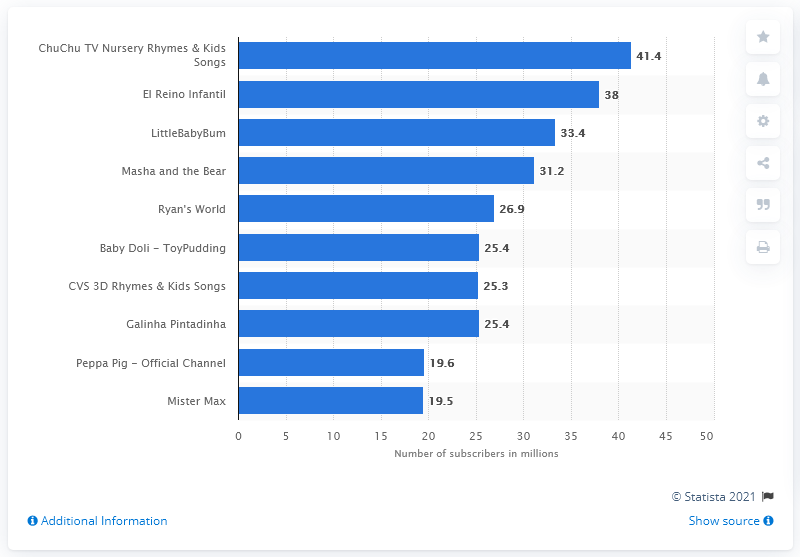 ChuChu TV Nursery Rhymes & Kids
Songs
41.4
El Reino Infantil
38
LittleBabyBum
33.4
Masha and the Bear
31.2
Ryan's World
26.9
Baby Doli - ToyPudding
25.4
CVS 3D Rhymes & Kids Songs
25.3
Galinha Pintadinha
25.4
Peppa Pig - Official Channel
19.6
Mister Max
19.5
0 5 10 15 20 25 30 35 40 45 50
Number of subscribers in millions
© Statista 2021
Additional Information
Show source